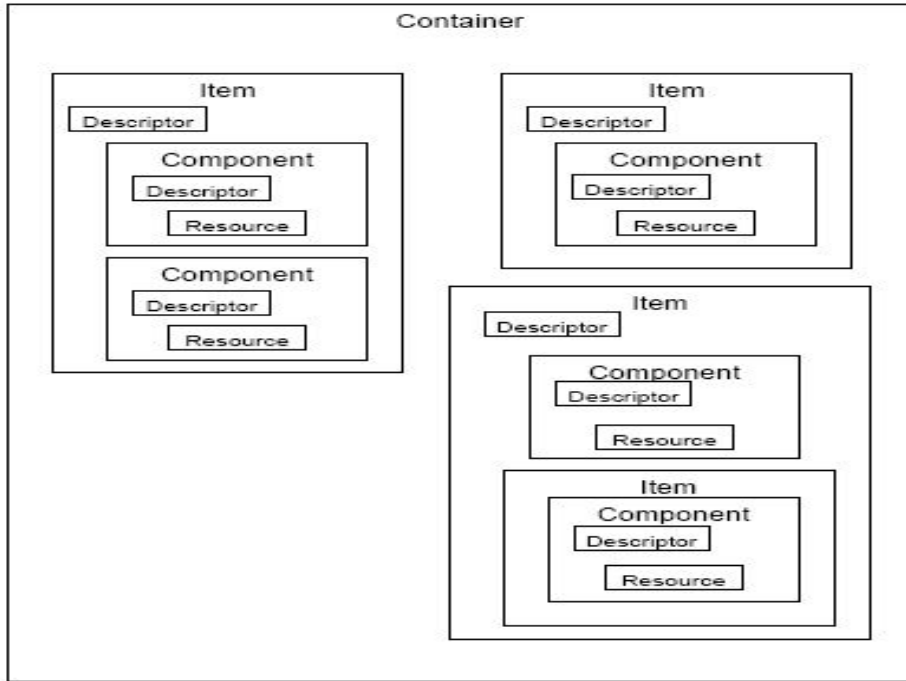 Container
Item
Descriptor
Component
Descriptor
Resource
Component
Descriptor
Resource
Item
Descriptor
Component
Descriptor
Resource
Item
Descriptor
Component
Descriptor
Resource
Item
Component
Descriptor
Resource